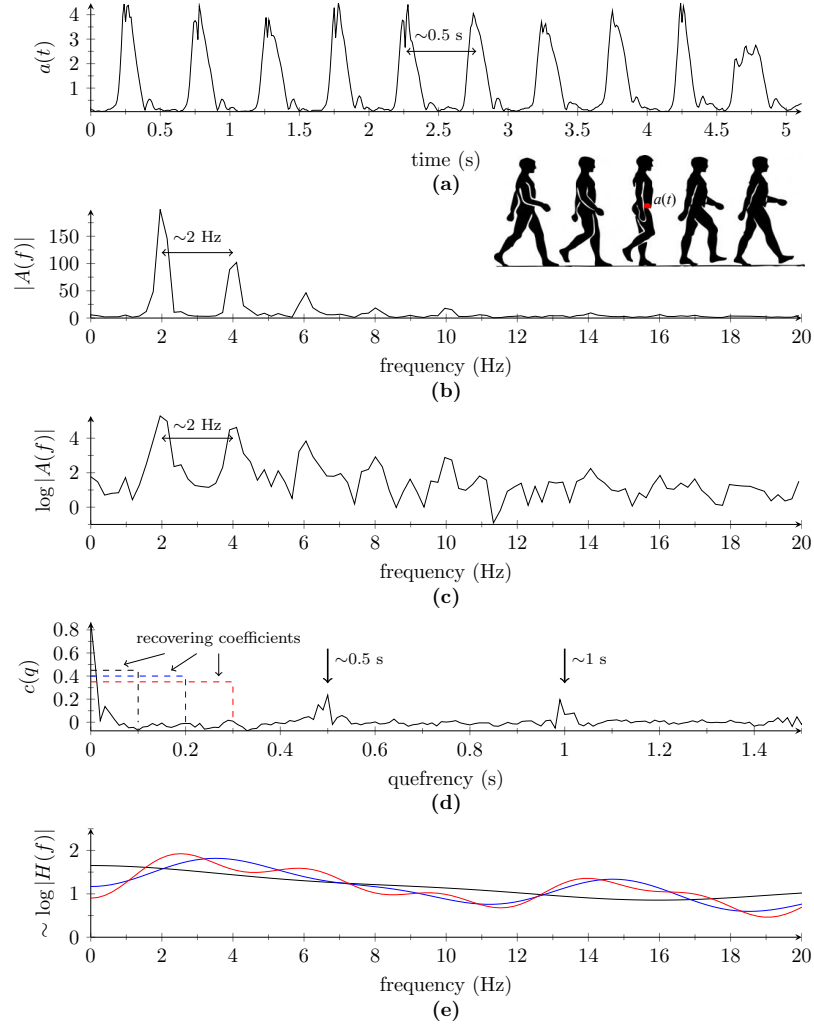 4
3
2
1
a(t)
~0.5 s
0 0.5 1 1.5 2 2.5 3 3.5 4 4.5 5
time (s)
(a)
a(t)
150
100
50
0
|A(f)|
~2 Hz
0 2 4 6 8 10 12 14 16 18 20
frequency (Hz)
(b)
4
2
0
log |A(f)|
~2 Hz
0 2 4 6 8 10 12 14 16 18 20
frequency (Hz)
(c)
0.8
0.6
0.4
0.2
0
c(q)
recovering coefficients
~0.5 s
~1 s
0 0.2 0.4 0.6 0.8 1 1.2 1.4
quefrency (s)
(d)
2
1
0
~ log |H(f)|
0 2 4 6 8 10 12 14 16 18 20
frequency (Hz)
(e)